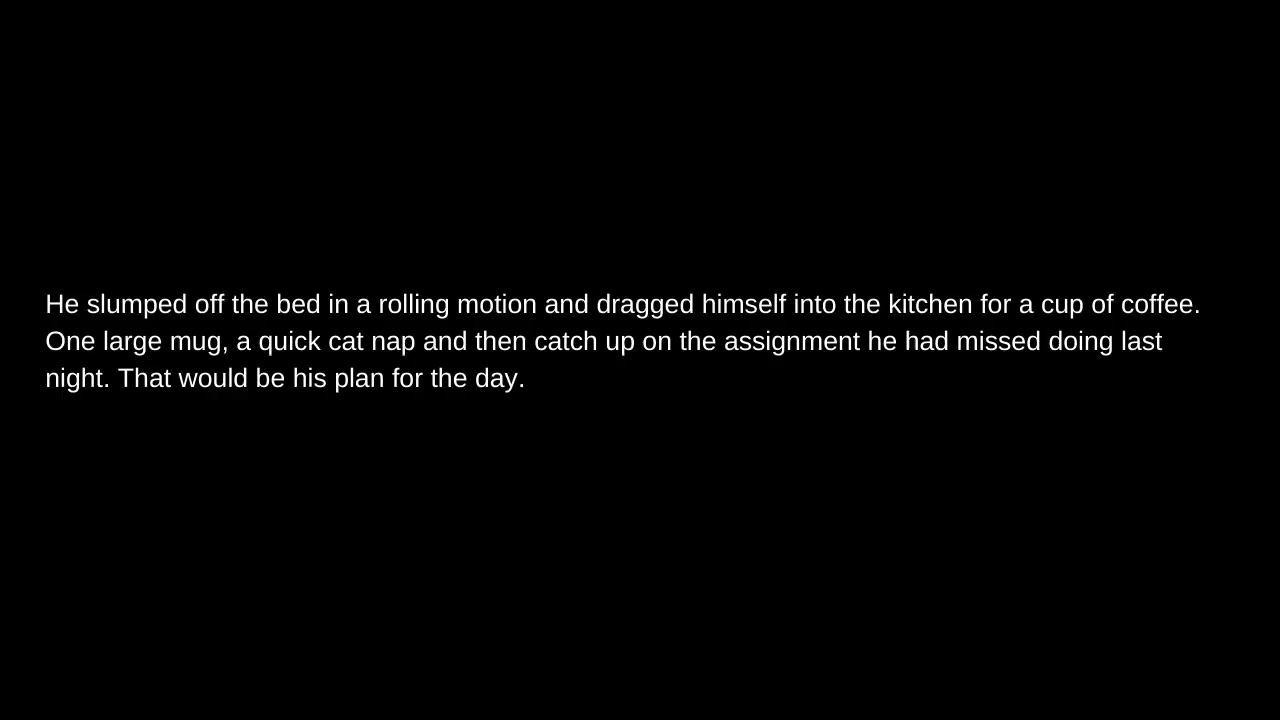 He slumped off the bed in a rolling motion and dragged himself into the kitchen for a cup of coffee.
One large mug, a quick cat nap and then catch up on the assignment he had missed doing last
night. That would be his plan for the day.